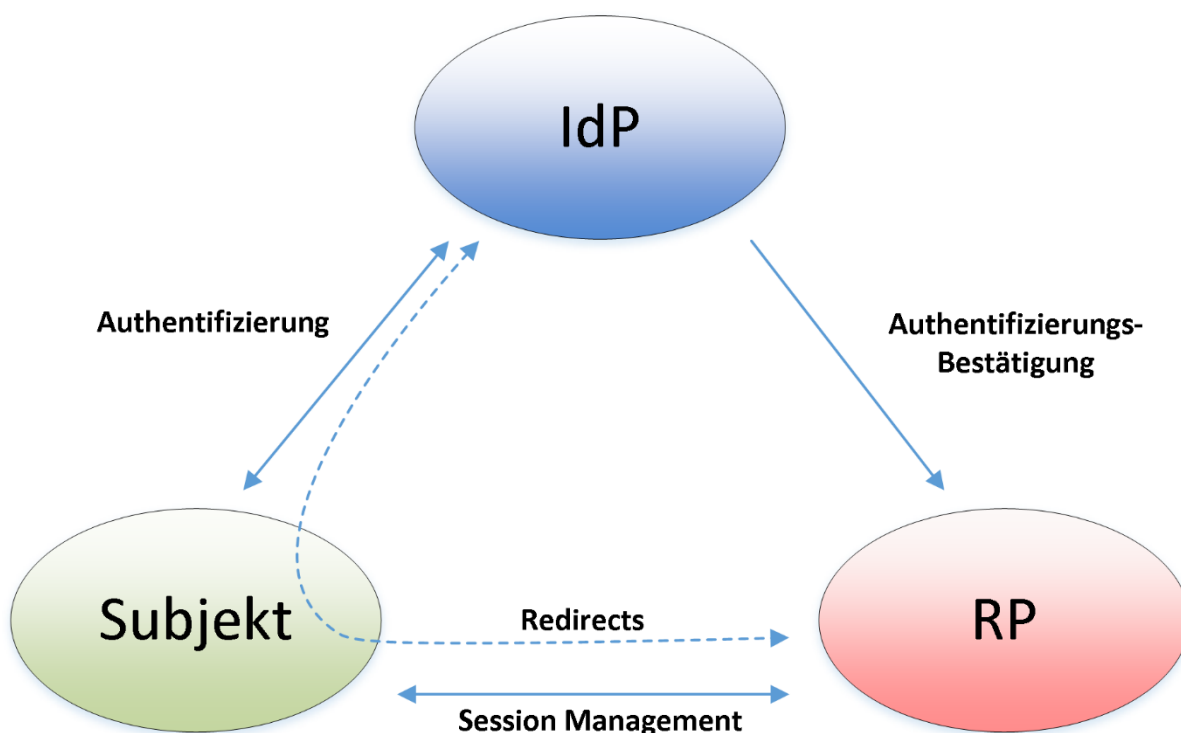 IdP
Authentifizierung
Authentifizierungs-
Bestätigung
Subjekt
Redirects
RP
Session Management